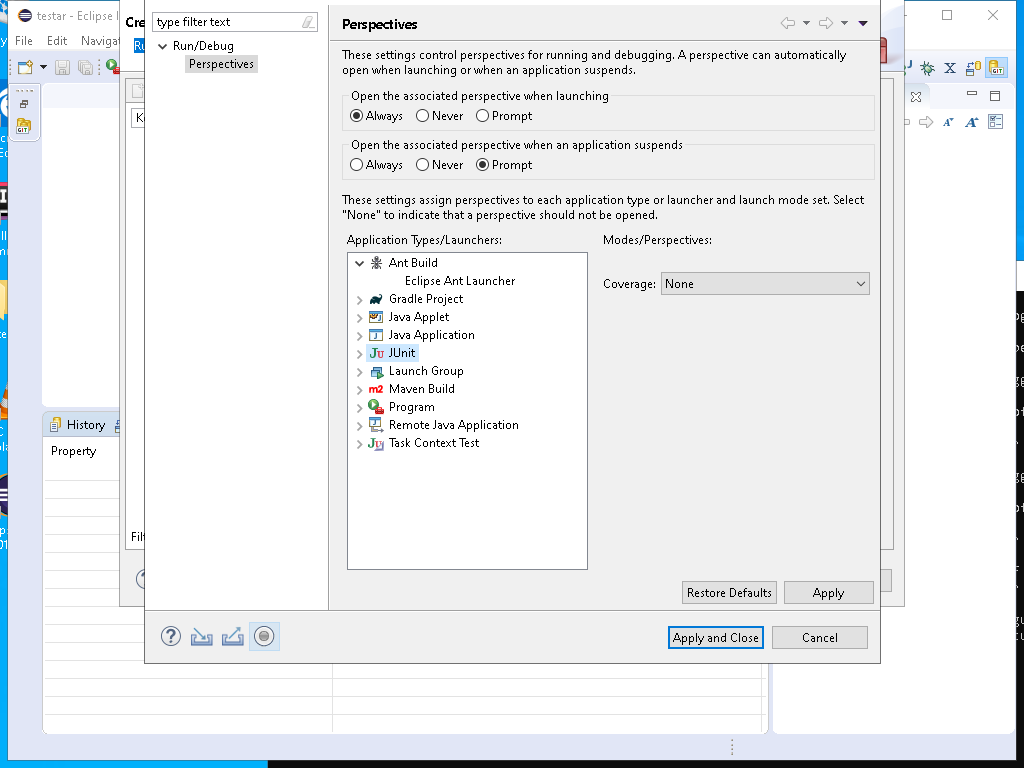 testar - Eclipse I
Cre
File Edit Navigat
Ru
type filter text
Run/Debug
Perspectives
Perspectives
These settings control perspectives for running and debugging. A perspective can automatically
open when launching or when an application suspends.
Open the associated perspective when launching
Always Never Prompt
Open the associated perspective when an application suspends
Always Never Prompt
These settings assign perspectives to each application type or launcher and launch mode set. Select
"None" to indicate that a perspective should not be opened.
Application Types/Launchers:
Modes/Perspectives:
Ant Build
Eclipse Ant Launcher
Gradle Project
Java Applet
Java Application
JUnit
Launch Group
Maven Build
Program
Remote Java Application
Task Context Test
Coverage: None
History
Property
Filt
Restore Defaults Apply
Apply and Close Cancel